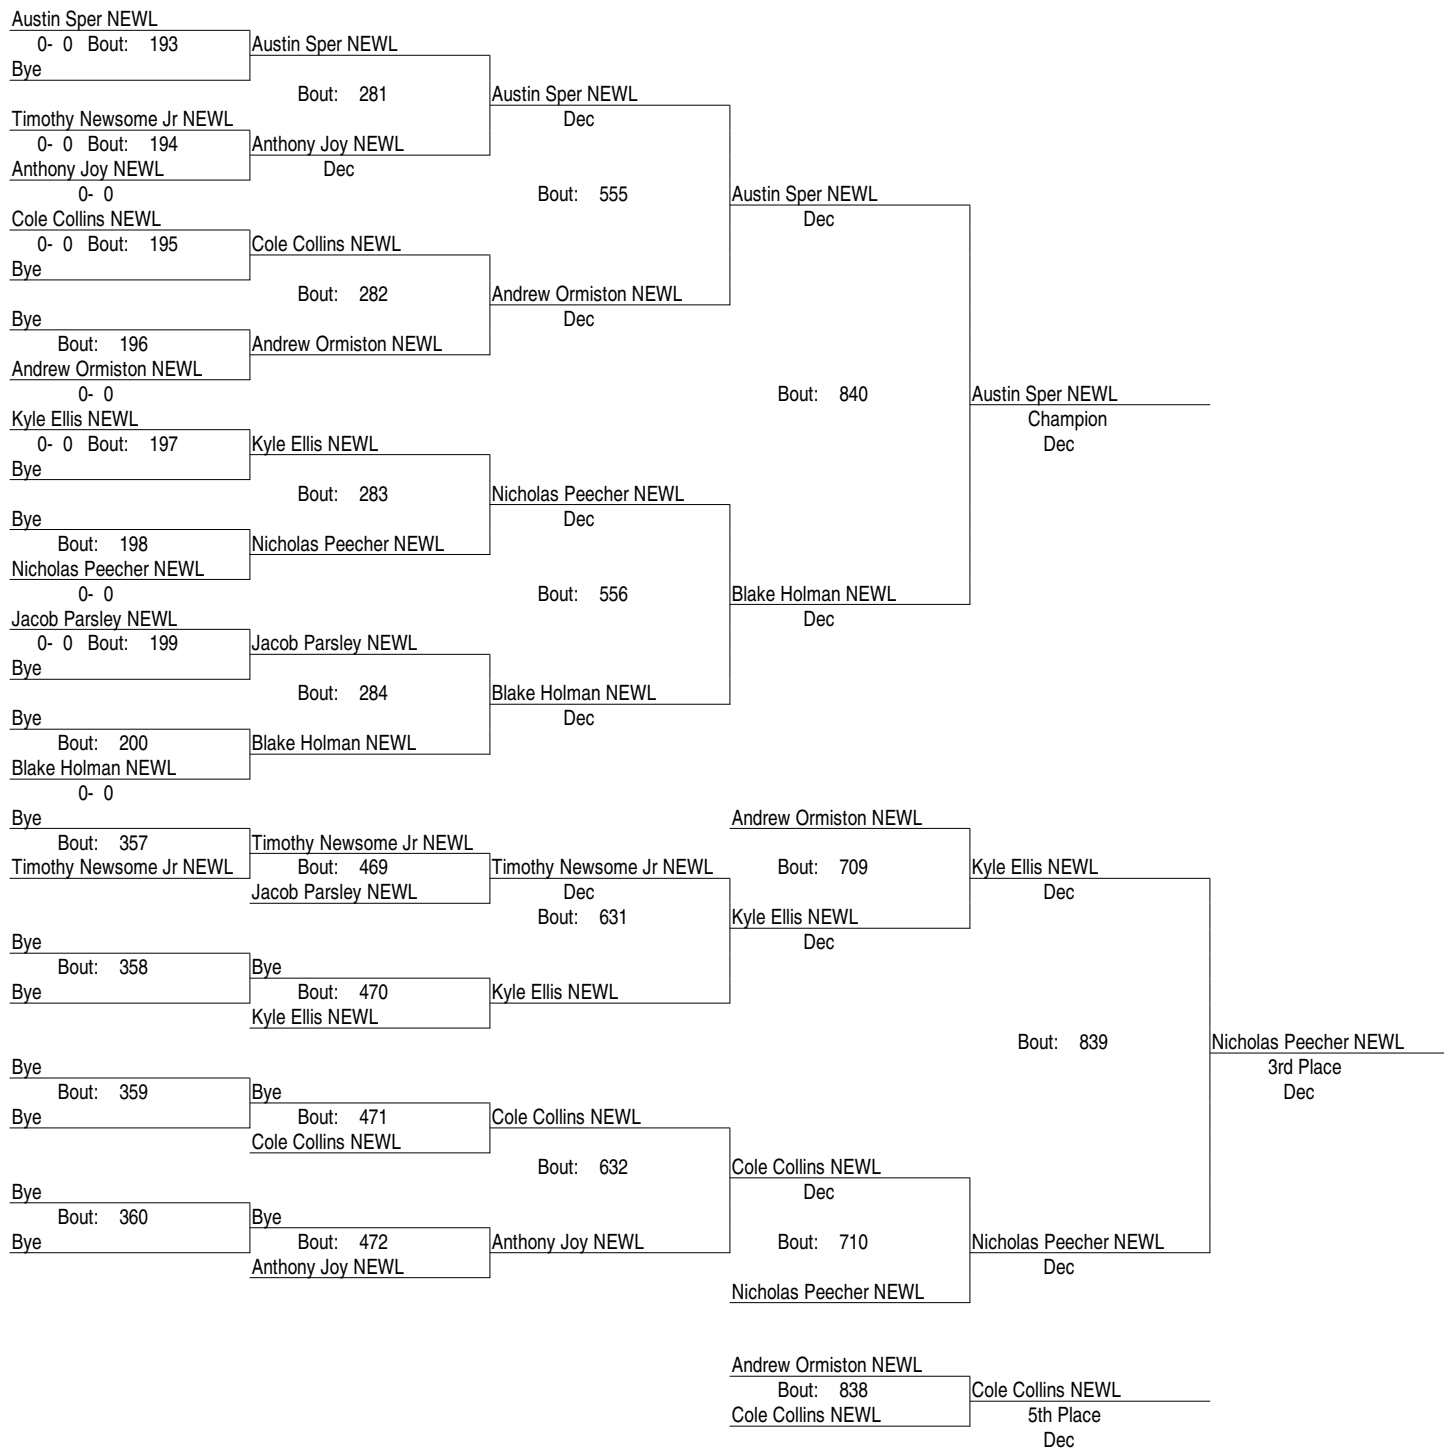 Austin Sper NEWL
0- 0 Bout: 193 Austin Sper NEWL
Bye
Bout: 281 Austin Sper NEWL
Timothy Newsome Jr NEWL Dec
0- 0 Bout: 194 Anthony Joy NEWL
Anthony Joy NEWL Dec
0- 0 Bout: 555 Austin Sper NEWL
Cole Collins NEWL Dec
0- 0 Bout: 195 Cole Collins NEWL
Bye
Bout: 282 Andrew Ormiston NEWL
Bye Dec
Bout: 196 Andrew Ormiston NEWL
Andrew Ormiston NEWL
0- 0 Bout: 840 Austin Sper NEWL
Kyle Ellis NEWL Champion
0- 0 Bout: 197 Kyle Ellis NEWL Dec
Bye
Bout: 283 Nicholas Peecher NEWL
Bye Dec
Bout: 198 Nicholas Peecher NEWL
Nicholas Peecher NEWL
0- 0 Bout: 556 Blake Holman NEWL
Jacob Parsley NEWL Dec
0- 0 Bout: 199 Jacob Parsley NEWL
Bye
Bout: 284 Blake Holman NEWL
Bye Dec
Bout: 200 Blake Holman NEWL
Blake Holman NEWL
0- 0
Bye Andrew Ormiston NEWL
Bout: 357 Timothy Newsome Jr NEWL
Timothy Newsome Jr NEWL Bout: 469 Timothy Newsome Jr NEWL Bout: 709 Kyle Ellis NEWL
Jacob Parsley NEWL Dec Dec
Bout: 631 Kyle Ellis NEWL
Bye Dec
Bout: 358 Bye
Bye Bout: 470 Kyle Ellis NEWL
Kyle Ellis NEWL
Bout: 839 Nicholas Peecher NEWL
Bye 3rd Place
Bout: 359 Bye Dec
Bye Bout: 471 Cole Collins NEWL
Cole Collins NEWL
Bout: 632 Cole Collins NEWL
Bye Dec
Bout: 360 Bye
Bye Bout: 472 Anthony Joy NEWL Bout: 710 Nicholas Peecher NEWL
Anthony Joy NEWL Dec
Nicholas Peecher NEWL
Andrew Ormiston NEWL
Bout: 838 Cole Collins NEWL
Cole Collins NEWL 5th Place
Dec